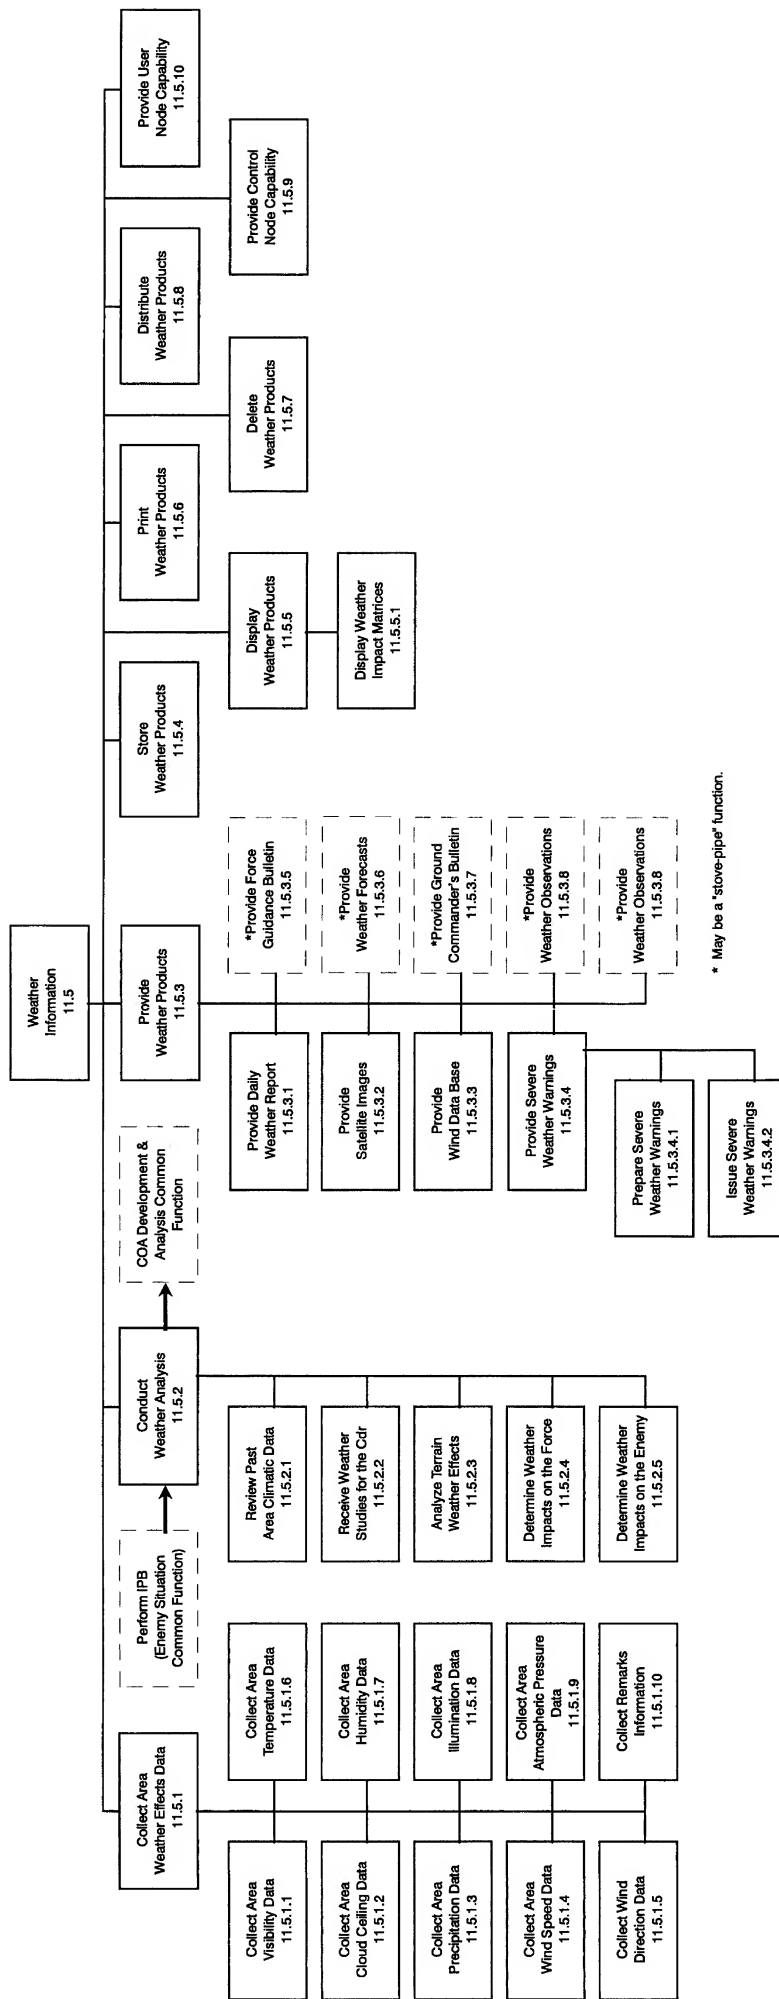 Weather
Information
11.5
Collect Area
Weather Effects Data
11.5.1
Perform IPB
(Enemy Situation
Common Function)
Conduct
Weather Analysis
11.5.2
COA Development &
Analysis Common
Function
Provide
Weather Products
11.5.3
Store
Weather Products
11.5.4
Print
Weather Products
11.5.6
Distribute
Weather Products
11.5.8
Provide User
Node Capability
11.5.10
Display
Weather Products
11.5.5
Delete
Weather Products
11.5.7
Provide Control
Node Capability
11.5.9
Display Weather
Impact Matrices
11.5.5.1
Collect Area
Visibility Data
11.5.1.1
Collect Area
Cloud Ceiling Data
11.5.1.2
Collect Area
Precipitation Data
11.5.1.3
Collect Area
Wind Speed Data
11.5.1.4
Collect Wind
Direction Data
11.5.1.5
Collect Area
Temperature Data
11.5.1.6
Collect Area
Humidity Data
11.5.1.7
Collect Area
Illumination Data
11.5.1.8
Collect Area
Atmospheric Pressure
Data
11.5.1.9
Collect Remarks
Information
11.5.1.10
Review Past
Area Climatic Data
11.5.2.1
Receive Weather
Studies for the Cdr
11.5.2.2
Analyze Terrain
Weather Effects
11.5.2.3
Determine Weather
Impacts on the Force
11.5.2.4
Determine Weather
Impacts on the Enemy
11.5.2.5
Provide Daily
Weather Report
11.5.3.1
Provide
Satellite Images
11.5.3.2
Provide
Wind Data Base
11.5.3.3
Provide Severe
Weather Warnings
11.5.3.4
Prepare Severe
Weather Warnings
11.5.3.4.1
Issue Severe
Weather Warnings
11.5.3.4.2
*Provide Force
Guidance Bulletin
11.5.3.5
*Provide
Weather Forecasts
11.5.3.6
*Provide Ground
Commander's Bulletin
11.5.3.7
*Provide
Weather Observations
11.5.3.8
*Provide
Weather Observations
11.5.3.8
* May be a "stove-pipe" function.